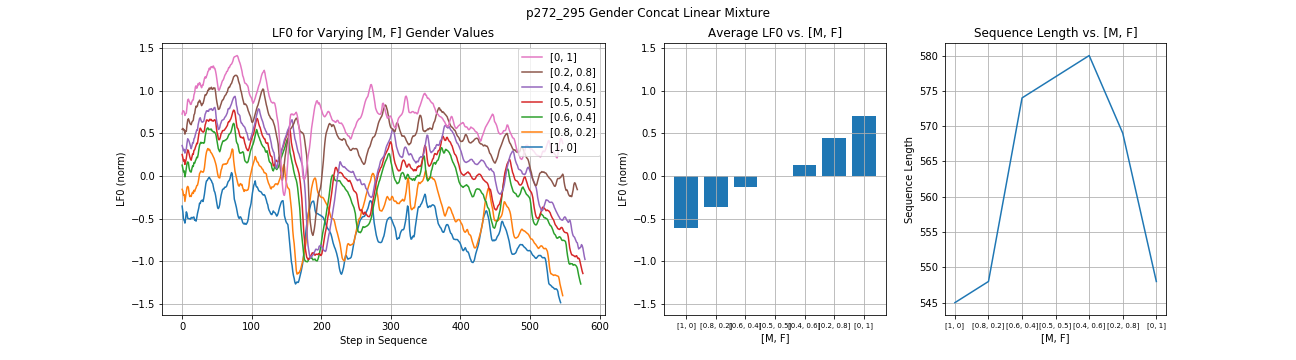 p272_295 Gender Concat Linear Mixture
LF0 for Varying [M, F] Gender Values
LF0 (norm)
1.5
1.0
0.5
0.0
−0.5
−1.0
−1.5
0 100 200 300 400 500 600
Step in Sequence
[0, 1]
[0.2, 0.8]
[0.4, 0.6]
[0.5, 0.5]
[0.6, 0.4]
[0.8, 0.2]
[1, 0]
Average LF0 vs. [M, F]
LF0 (norm)
1.5
1.0
0.5
0.0
−0.5
−1.0
−1.5
[1, 0] [0.8, 0.2] [0.6, 0.4] [0.5, 0.5] [0.4, 0.6] [0.2, 0.8] [0, 1]
[M, F]
Sequence Length vs. [M, F]
Sequence Length
580
575
570
565
560
555
550
545
[1, 0] [0.8, 0.2] [0.6, 0.4] [0.5, 0.5] [0.4, 0.6] [0.2, 0.8] [0, 1]
[M, F]